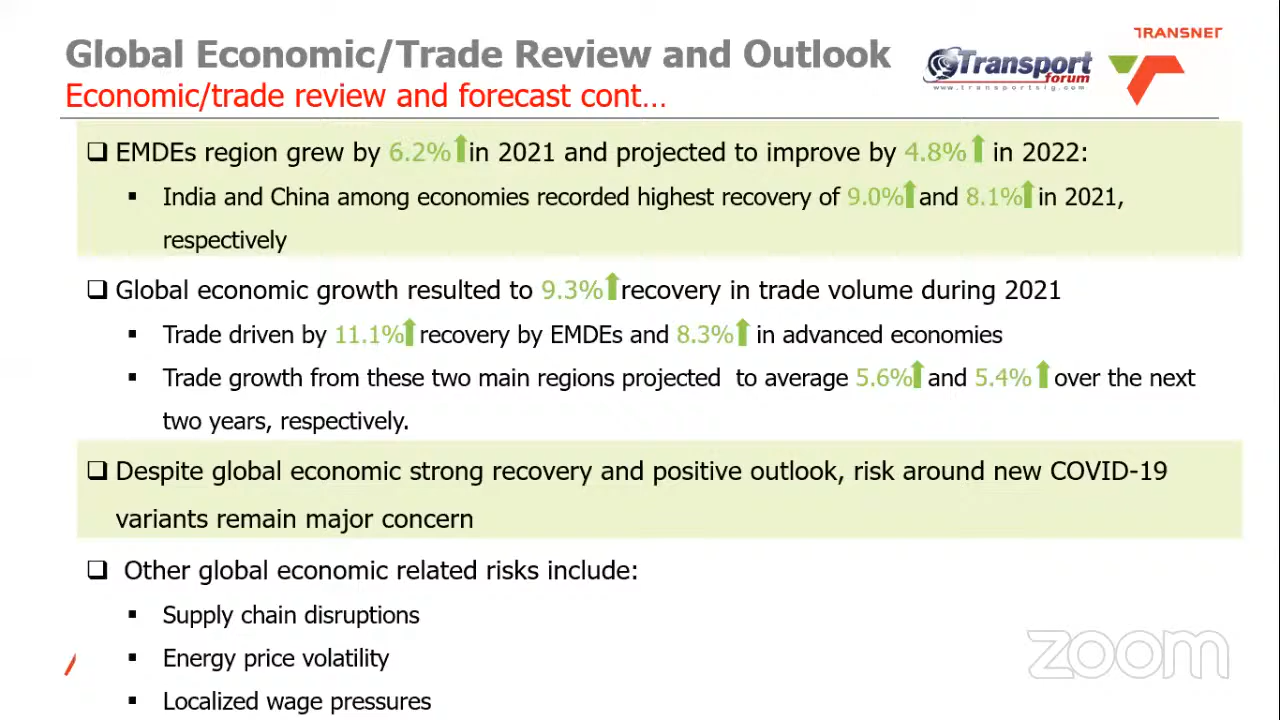 Global Economic/Trade Review and Outlook
Economic/trade review and forecast cont...
Transport
forum
www.transportsig.com
TRANSNET
EMDEs region grew by 6.2% in 2021 and projected to improve by 4.8% in 2022:
India and China among economies recorded highest recovery of 9.0% and 8.1% in 2021,
respectively
Global economic growth resulted to 9.3% recovery in trade volume during 2021
Trade driven by 11.1% recovery by EMDEs and 8.3% in advanced economies
Trade growth from these two main regions projected to average 5.6% and 5.4% over the next
two years, respectively.
Despite global economic strong recovery and positive outlook, risk around new COVID-19
variants remain major concern
Other global economic related risks include:
Supply chain disruptions
Energy price volatility
Localized wage pressures
zoom